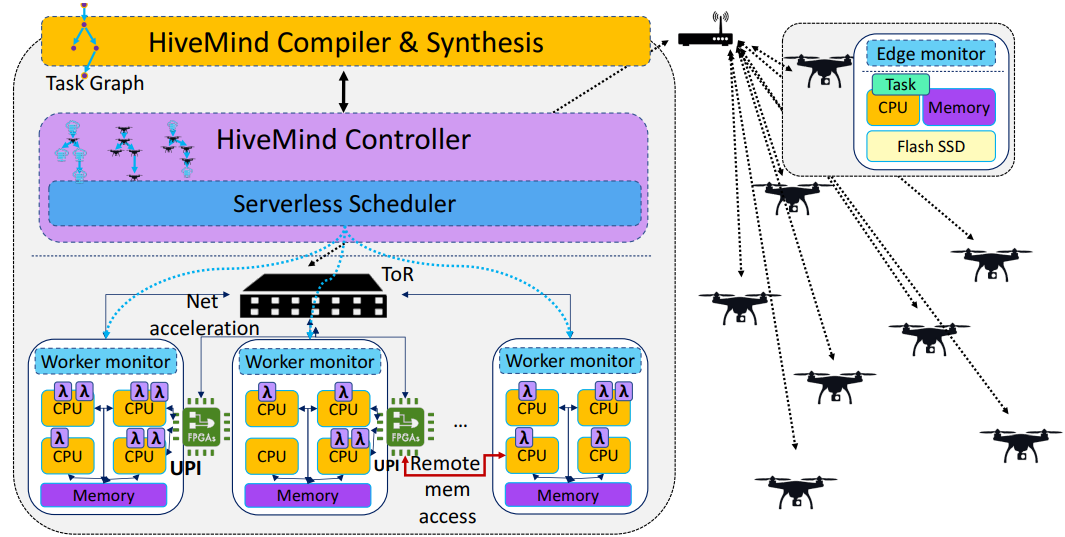 HiveMind Compiler & Synthesis
Task Graph
HiveMind Controller
Serverless Scheduler
ToR
Net
acceleration
Worker monitor
λ λ
CPU
λ λ
CPU
λ
CPU
λ λ
CPU
Memory
FPGAs
UPI
Worker monitor
λ
CPU
λ
CPU
CPU
λ λ
CPU
Memory
FPGAs
UPI
...
Remote
mem
access
Worker monitor
λ
CPU
λ λ
CPU
λ
CPU
λ
CPU
Memory
Edge monitor
Task
CPU
Memory
Flash SSD